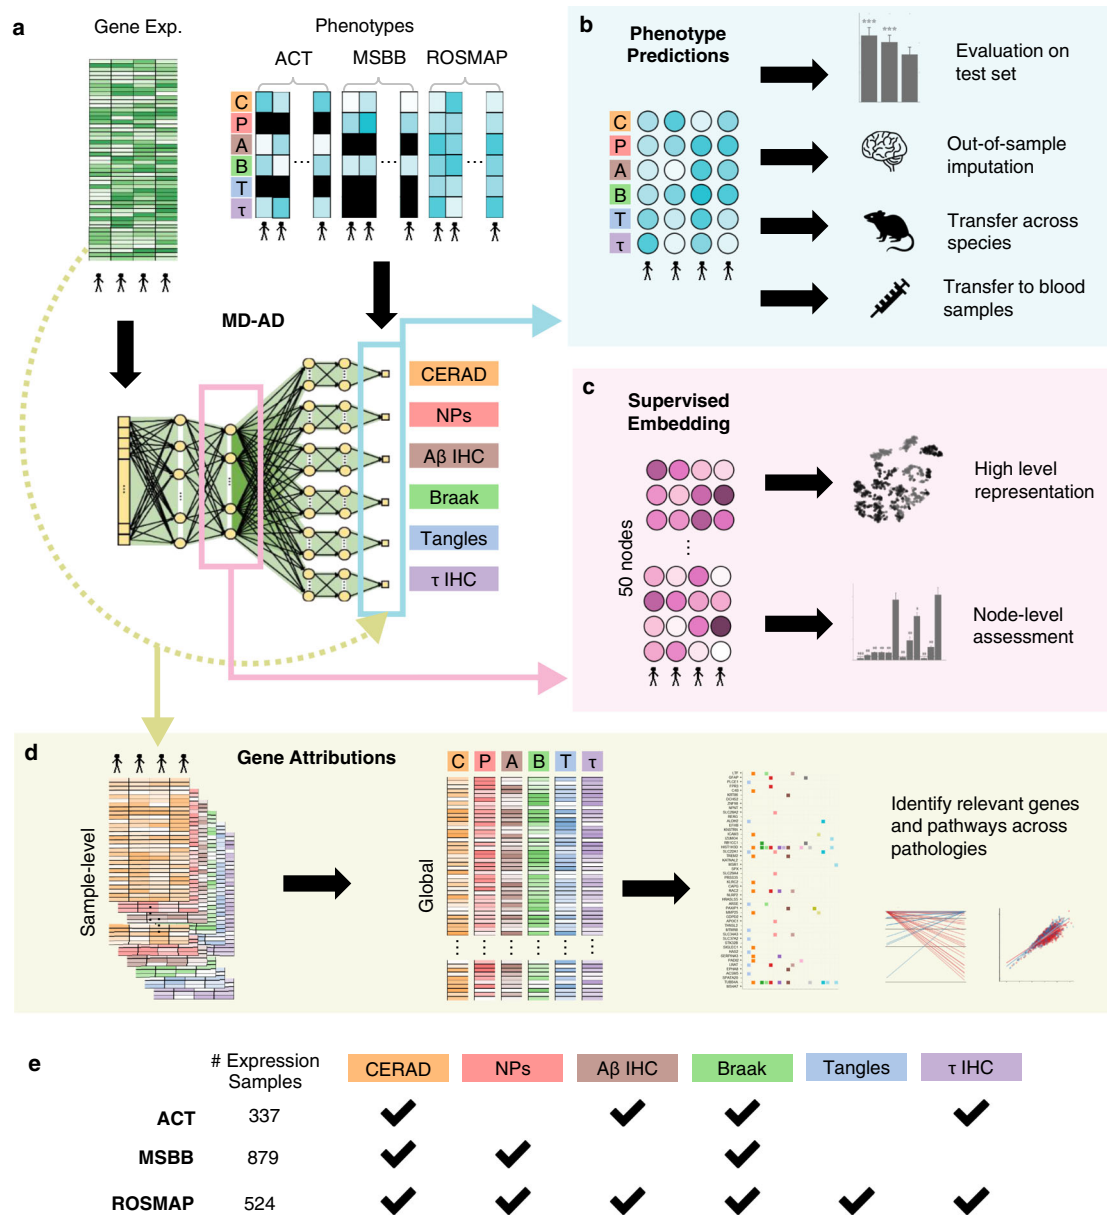 a
Gene Exp.
Phenotypes
ACT
MSBB
ROSMAP
C
P
A
B
T
τ
...
...
...
MD-AD
CERAD
NPs
Aβ IHC
Braak
Tangles
τ IHC
b
Phenotype
Predictions
C
P
A
B
T
τ
***
***
Evaluation on
test set
Out-of-sample
imputation
Transfer across
species
Transfer to blood
samples
c
Supervised
Embedding
50 nodes
...
High level
representation
Node-level
assessment
d
Gene Attributions
Sample-level
Global
C
P
A
B
T
τ
Identify relevant genes
and pathways across
pathologies
e
# Expression
Samples
CERAD
NPs
Aβ IHC
Braak
Tangles
τ IHC
ACT
337
✔
✔
✔
✔
MSBB
879
✔
✔
✔
ROSMAP
524
✔
✔
✔
✔
✔
✔